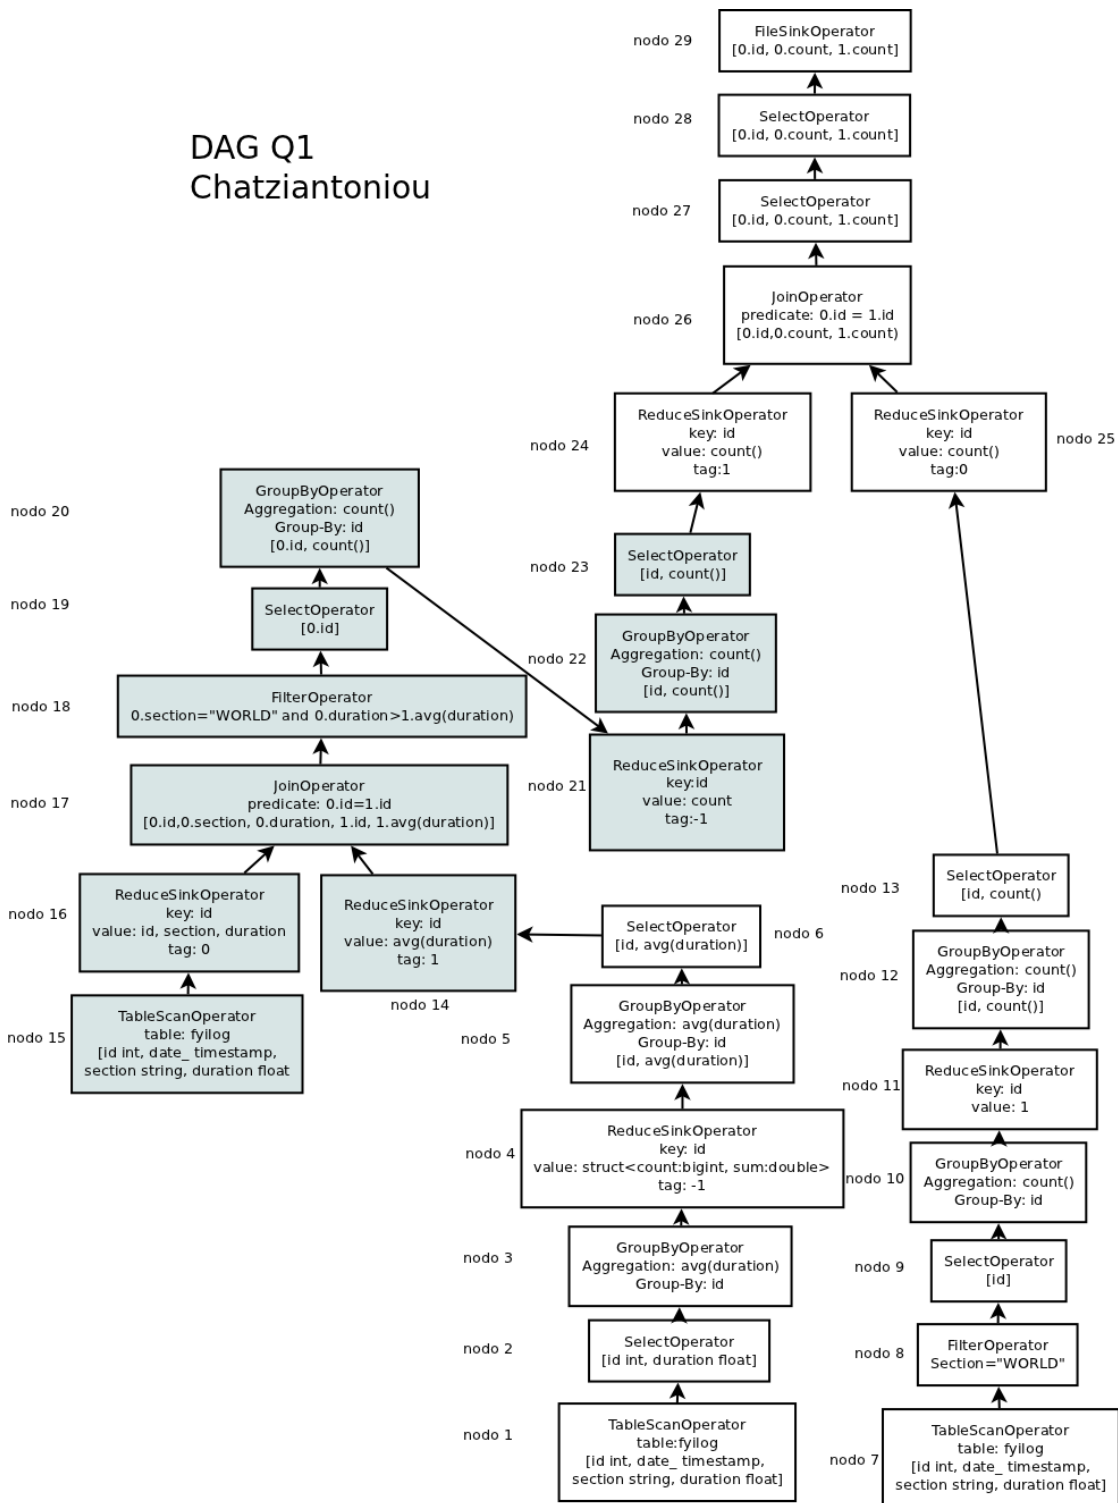 DAG Q1
Chatziantoniou
nodo 29
FileSinkOperator
[0.id, 0.count, 1.count]
nodo 28
SelectOperator
[0.id, 0.count, 1.count]
nodo 27
SelectOperator
[0.id, 0.count, 1.count]
nodo 26
JoinOperator
predicate: 0.id = 1.id
[0.id,0.count, 1.count)
nodo 24
ReduceSinkOperator
key: id
value: count()
tag:1
ReduceSinkOperator
key: id
value: count()
tag:0
nodo 25
nodo 20
GroupByOperator
Aggregation: count()
Group-By: id
[0.id, count()]
nodo 23
SelectOperator
[id, count()]
nodo 19
SelectOperator
[0.id]
nodo 22
GroupByOperator
Aggregation: count()
Group-By: id
[id, count()]
nodo 18
FilterOperator
0.section="WORLD" and 0.duration>1.avg(duration)
nodo 21
ReduceSinkOperator
key:id
value: count
tag:-1
nodo 17
JoinOperator
predicate: 0.id=1.id
[0.id,0.section, 0.duration, 1.id, 1.avg(duration)]
nodo 16
ReduceSinkOperator
key: id
value: id, section, duration
tag: 0
ReduceSinkOperator
key: id
value: avg(duration)
tag: 1
nodo 14
SelectOperator
[id, avg(duration)]
nodo 6
nodo 13
SelectOperator
[id, count()
nodo 12
GroupByOperator
Aggregation: count()
Group-By: id
[id, count()]
nodo 15
TableScanOperator
table: fyilog
[id int, date_ timestamp,
section string, duration float
nodo 5
GroupByOperator
Aggregation: avg(duration)
Group-By: id
[id, avg(duration)]
nodo 11
ReduceSinkOperator
key: id
value: 1
nodo 4
ReduceSinkOperator
key: id
value: struct<count:bigint, sum:double>
tag: -1
nodo 10
GroupByOperator
Aggregation: count()
Group-By: id
nodo 3
GroupByOperator
Aggregation: avg(duration)
Group-By: id
nodo 9
SelectOperator
[id]
nodo 2
SelectOperator
[id int, duration float]
nodo 8
FilterOperator
Section="WORLD"
nodo 1
TableScanOperator
table:fyilog
[id int, date_ timestamp,
section string, duration float]
nodo 7
TableScanOperator
table: fyilog
[id int, date_ timestamp,
section string, duration float]